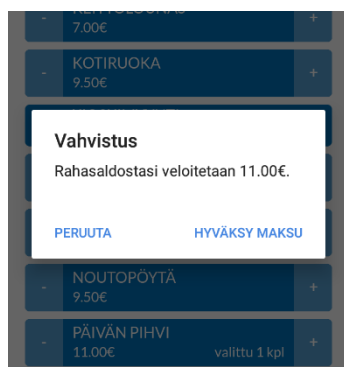 7.00€
- +
KOTIRUOKA
9.50€
- +
Vahvistus
Rahasaldostasi veloitetaan 11.00€.
PERUUTA HYVÄKSY MAKSU
NOUTOPÖYTÄ
9.50€
- +
PÄIVÄN PIHVI
11.00€ valittu 1 kpl
- +